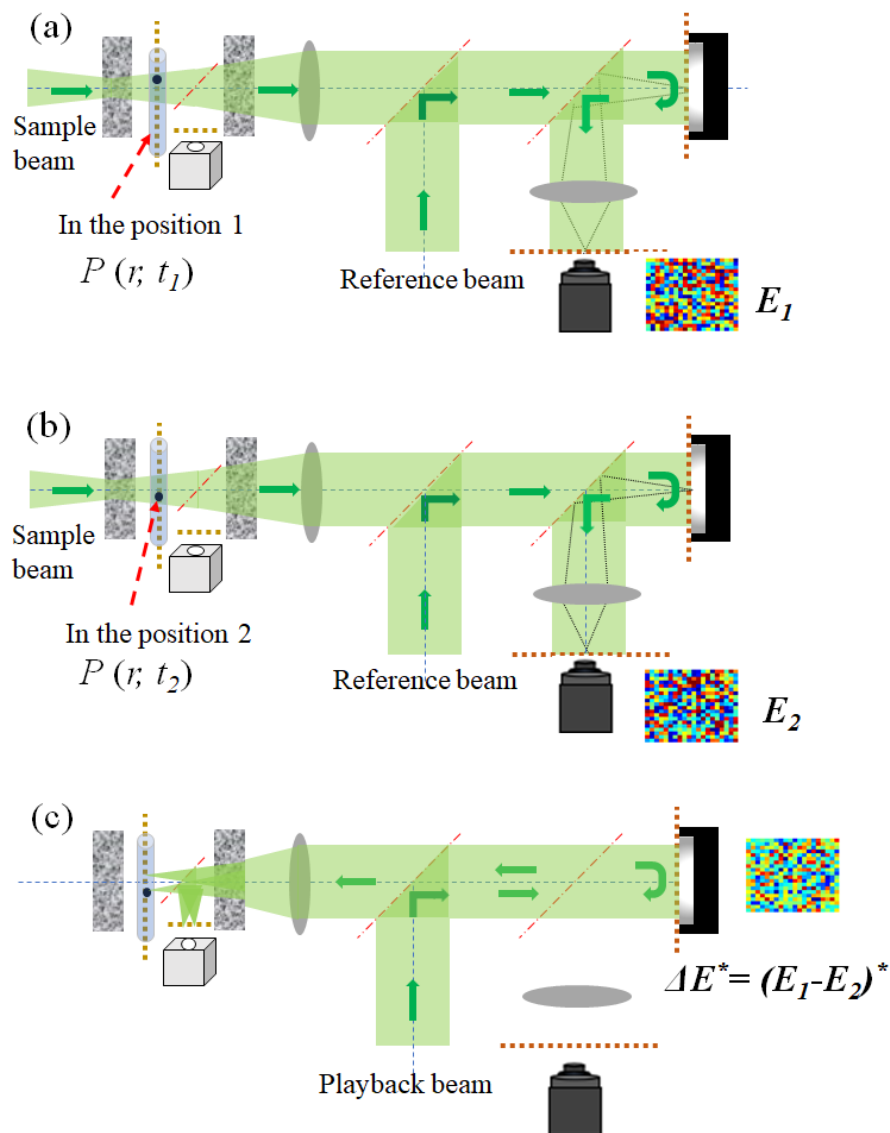 (a)
Sample
beam
In the position 1
P (r; t₁)
Reference beam
E₁
(b)
Sample
beam
In the position 2
P (r; t₂)
Reference beam
E₂
(c)
ΔE*= (E₁-E₂)*
Playback beam